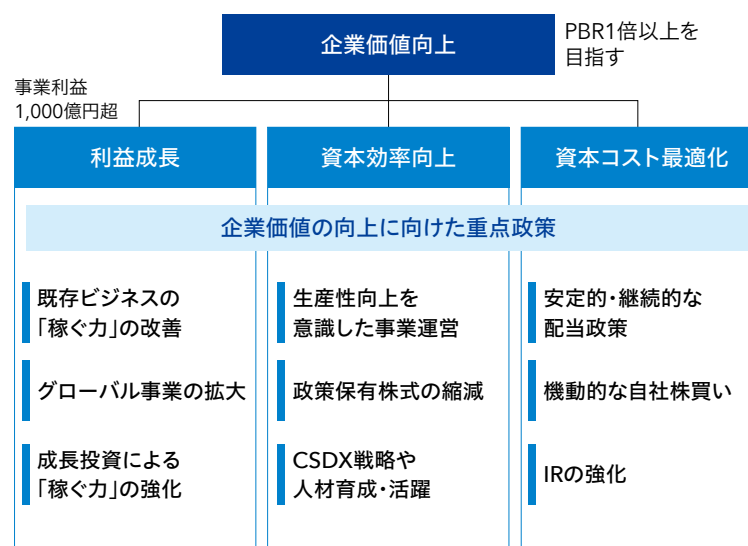 企業価値向上
PBR1倍以上を
目指す
事業利益
1,000億円超
利益成長
資本効率向上
資本コスト最適化
企業価値の向上に向けた重点政策
既存ビジネスの
「稼ぐ力」の改善
グローバル事業の拡大
成長投資による
「稼ぐ力」の強化
生産性向上を
意識した事業運営
政策保有株式の縮減
CSDX戦略や
人材育成・活躍
安定的・継続的な
配当政策
機動的な自社株買い
IRの強化